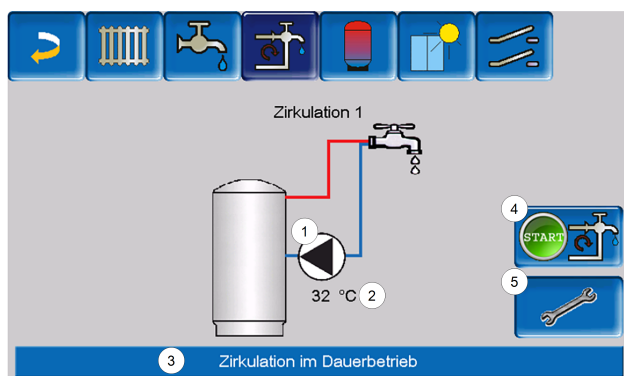 Zirkulation 1
1
4
START
32 °C 2
5
3 Zirkulation im Dauerbetrieb